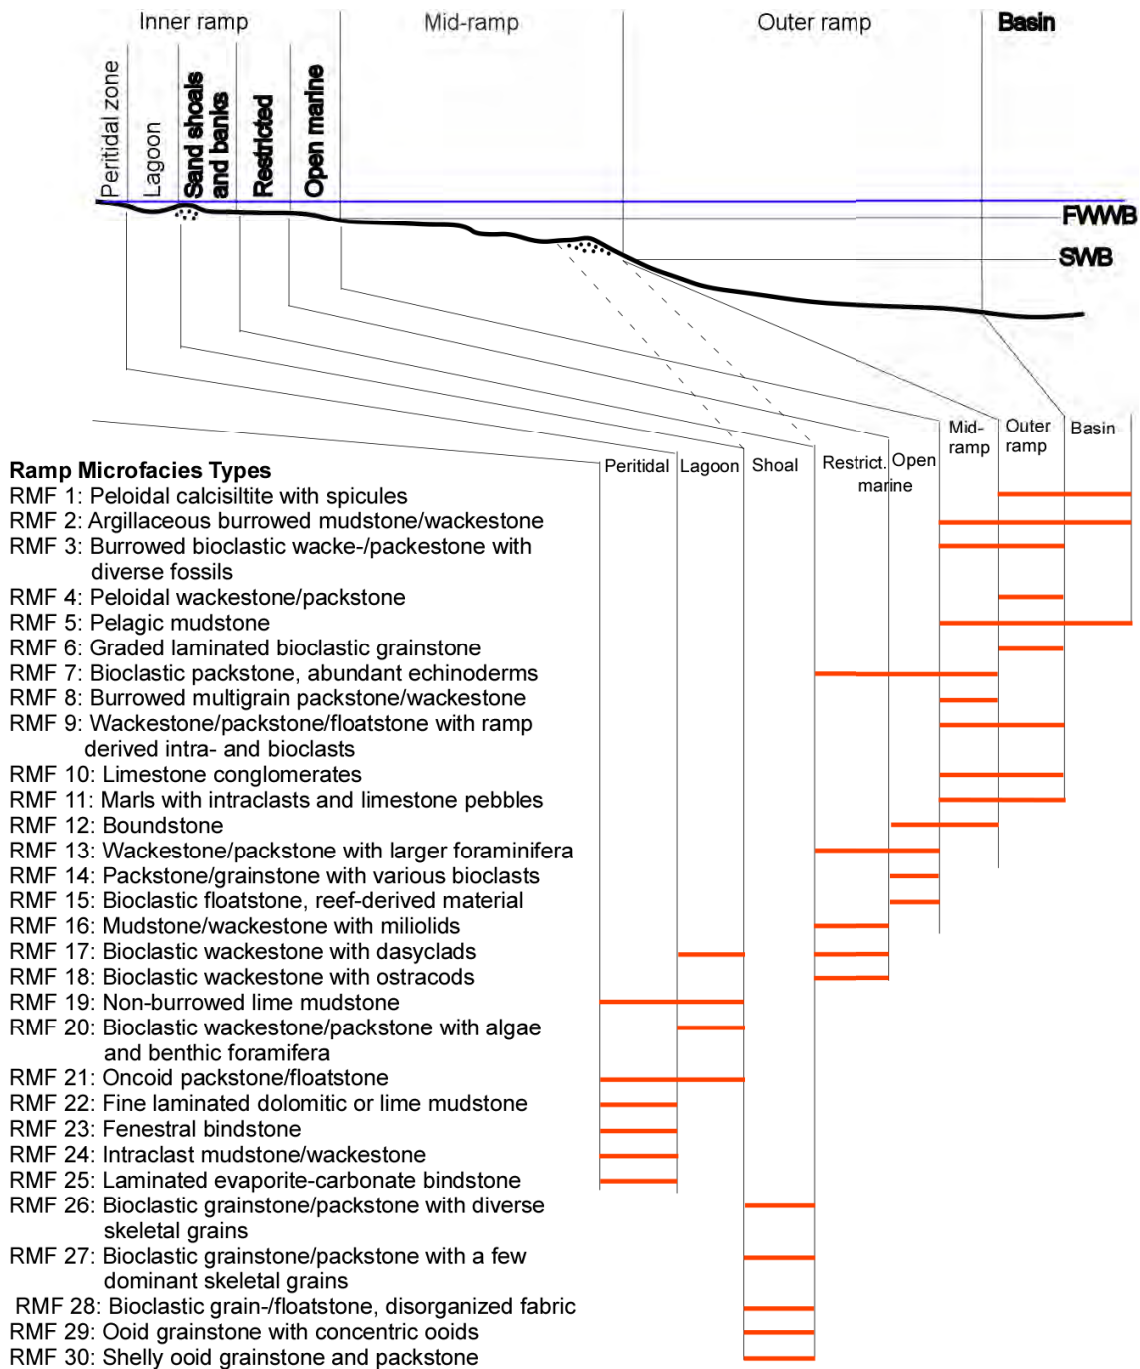 Inner ramp
Mid-ramp
Outer ramp
Basin
Peritidal zone
Lagoon
Sand shoals
and banks
Restricted
Open marine
FWWB
SWB
Mid-
ramp
Outer
ramp
Basin
Peritidal
Lagoon
Shoal
Restrict.
Open
marine
Ramp Microfacies Types
RMF 1: Peloidal calcisiltite with spicules
RMF 2: Argillaceous burrowed mudstone/wackestone
RMF 3: Burrowed bioclastic wacke-/packestone with
diverse fossils
RMF 4: Peloidal wackestone/packstone
RMF 5: Pelagic mudstone
RMF 6: Graded laminated bioclastic grainstone
RMF 7: Bioclastic packstone, abundant echinoderms
RMF 8: Burrowed multigrain packstone/wackestone
RMF 9: Wackestone/packstone/floatstone with ramp
derived intra- and bioclasts
RMF 10: Limestone conglomerates
RMF 11: Marls with intraclasts and limestone pebbles
RMF 12: Boundstone
RMF 13: Wackestone/packstone with larger foraminifera
RMF 14: Packstone/grainstone with various bioclasts
RMF 15: Bioclastic floatstone, reef-derived material
RMF 16: Mudstone/wackestone with miliolids
RMF 17: Bioclastic wackestone with dasyclads
RMF 18: Bioclastic wackestone with ostracods
RMF 19: Non-burrowed lime mudstone
RMF 20: Bioclastic wackestone/packstone with algae
and benthic foramifera
RMF 21: Oncoid packstone/floatstone
RMF 22: Fine laminated dolomitic or lime mudstone
RMF 23: Fenestral bindstone
RMF 24: Intraclast mudstone/wackestone
RMF 25: Laminated evaporite-carbonate bindstone
RMF 26: Bioclastic grainstone/packstone with diverse
skeletal grains
RMF 27: Bioclastic grainstone/packstone with a few
dominant skeletal grains
RMF 28: Bioclastic grain-/floatstone, disorganized fabric
RMF 29: Ooid grainstone with concentric ooids
RMF 30: Shelly ooid grainstone and packstone